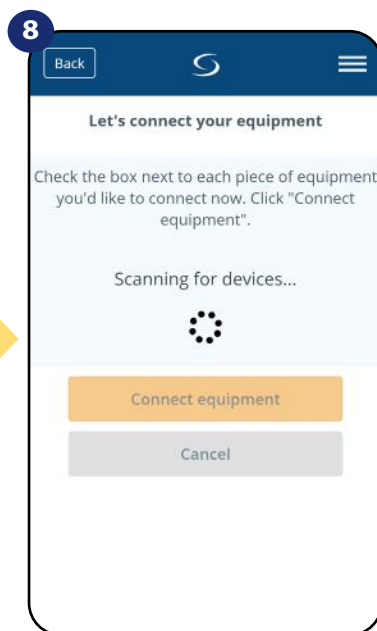 8
Back
Let's connect your equipment
Check the box next to each piece of equipment
you'd like to connect now. Click "Connect
equipment".
Scanning for devices...
Connect equipment
Cancel